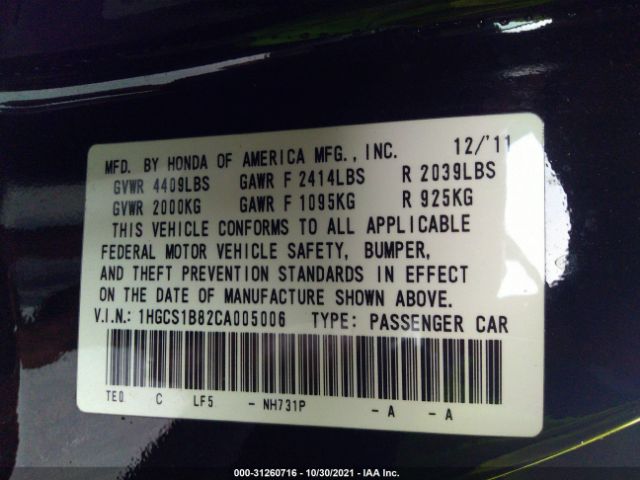 MFD. BY HONDA OF AMERICA MFG., INC. 12/'11
GVWR 4409LBS GAWR F 2414LBS R 2039LBS
GVWR 2000KG GAWR F 1095KG R 925KG
THIS VEHICLE CONFORMS TO ALL APPLICABLE
FEDERAL MOTOR VEHICLE SAFETY, BUMPER,
AND THEFT PREVENTION STANDARDS IN EFFECT
ON THE DATE OF MANUFACTURE SHOWN ABOVE.
V.I.N.: 1HGCS1B82CA005006 TYPE: PASSENGER CAR
TE0 C LF5 - NH731P - A - A
000-31260716 - 10/30/2021 - IAA Inc.